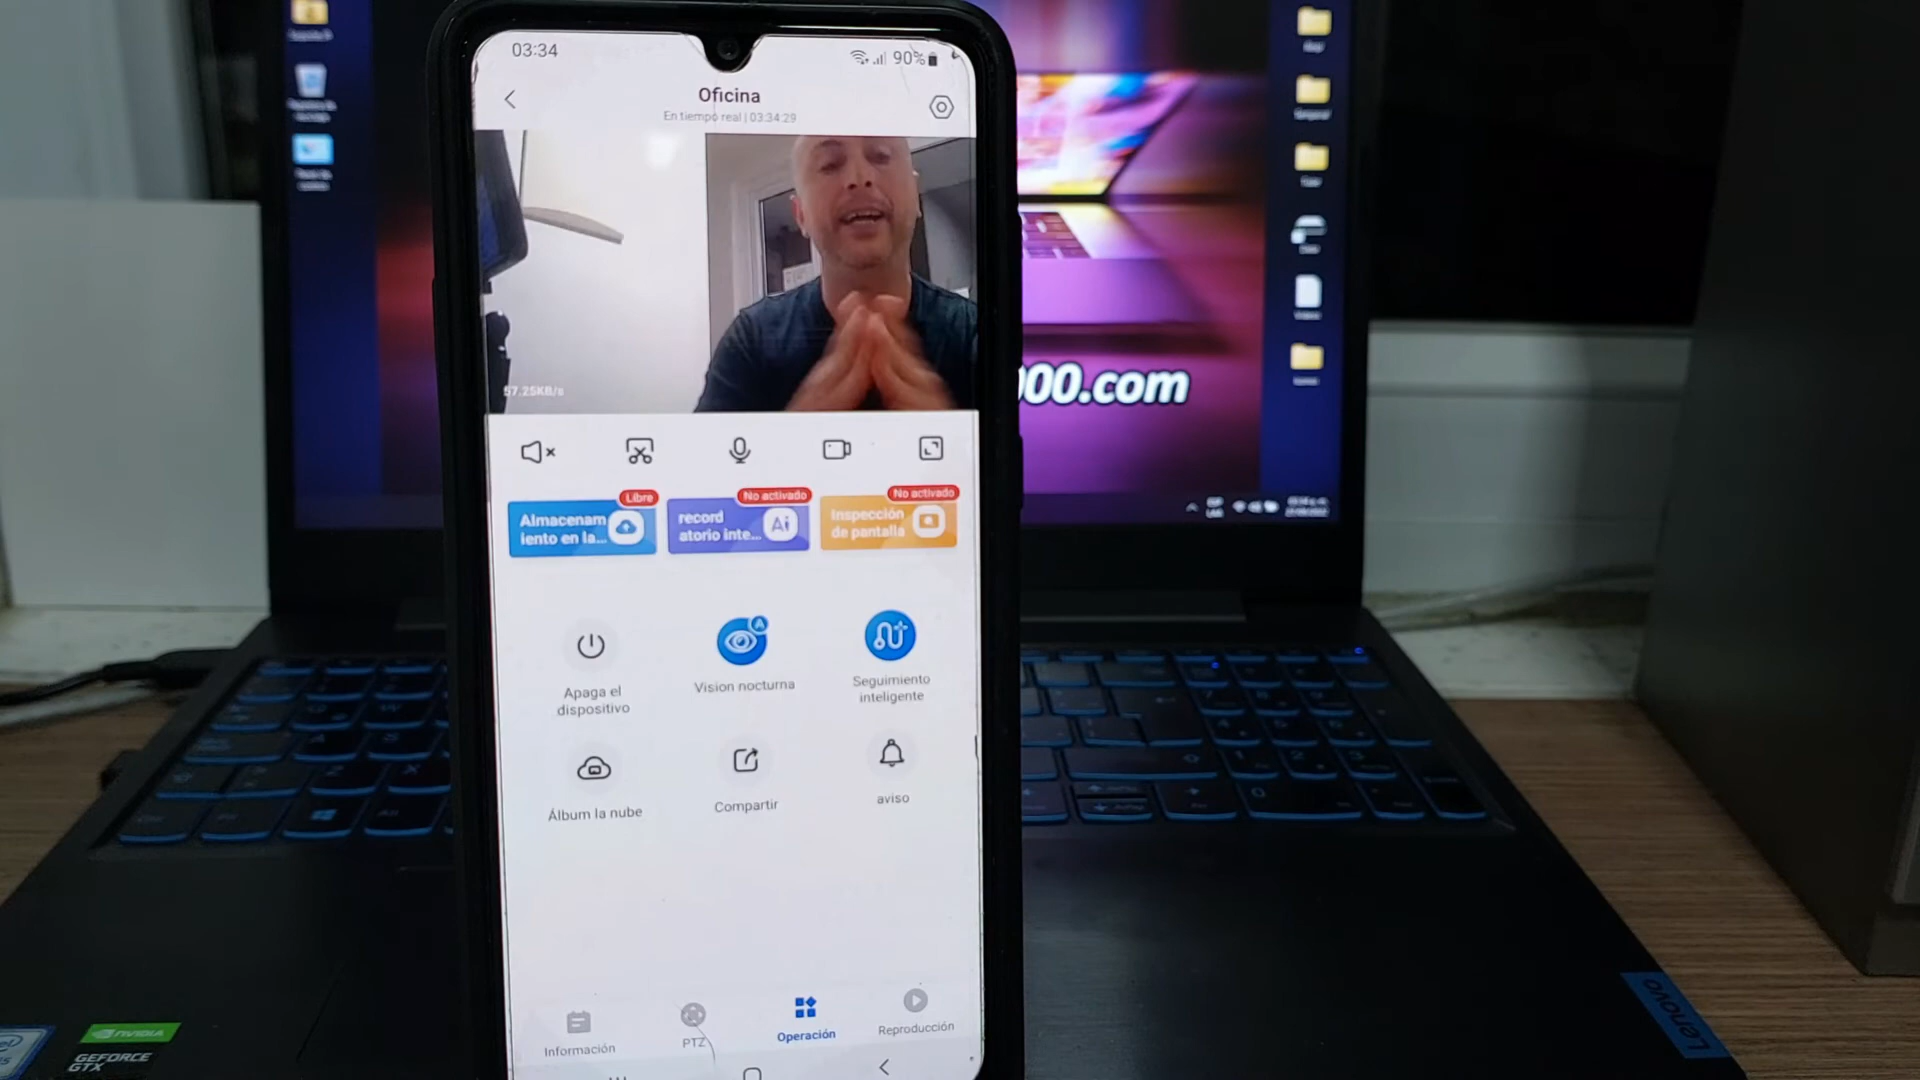 03:34
90%
Oficina
En tiempo real | 03:34:29
57.25KB/s
00.com
Libre
No activado
No activado
Almacenam
iento en la...
record
atorio inte...
Ai
Inspección
de pantalla
A
Apaga el
dispositivo
Vision nocturna
Seguimiento
inteligente
Álbum la nube
Compartir
aviso
Información
PTZ
Operación
Reproducción
NVIDIA
GEFORCE
GTX
Lenovo